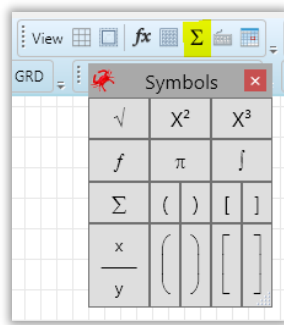 View fx Σ
GRD Symbols
√ X² X³
f π ∫
Σ ( ) [ ]
x
y ( ) [ ]